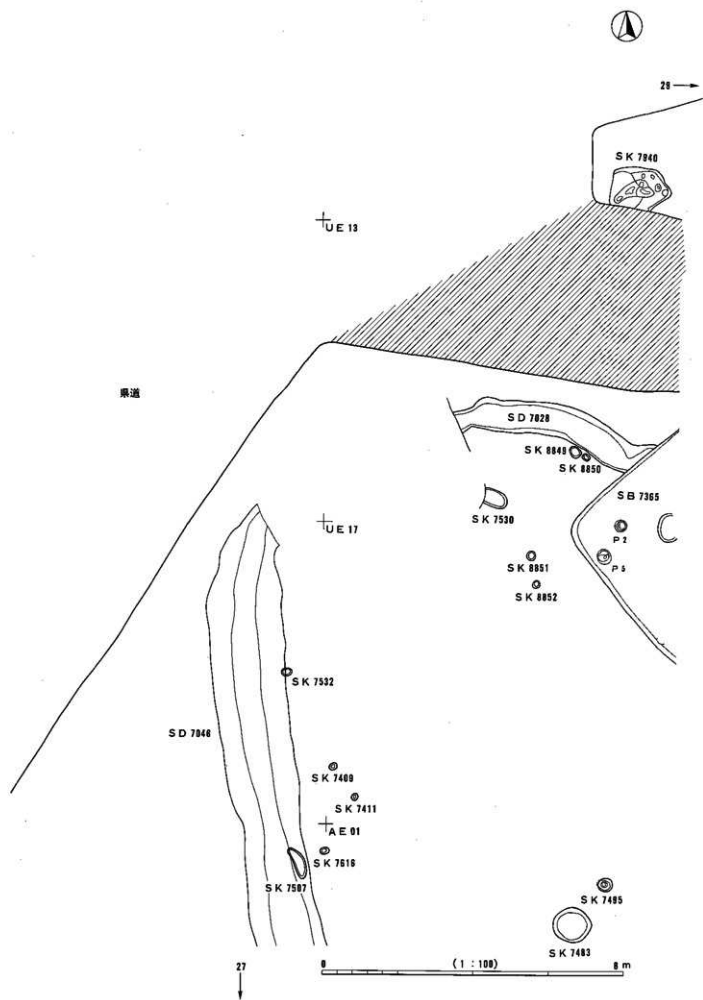 29
SK 7940
UE 13
県道
SD 7028
SK 8849
SK 8850
SB 7365
SK 7530
UE 17
P 2
P 5
SK 8851
SK 8852
SK 7532
SD 7046
SK 7409
SK 7411
AE 01
SK 7616
SK 7507
SK 7495
SK 7483
27
0
(1:100)
8 m